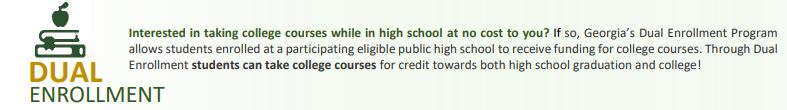 Interested in taking college courses while in high school at no cost to you? If so, Georgia's Dual Enrollment Program
allows students enrolled at a participating eligible public high school to receive funding for college courses. Through Dual
Enrollment students can take college courses for credit towards both high school graduation and college!
DUAL
ENROLLMENT